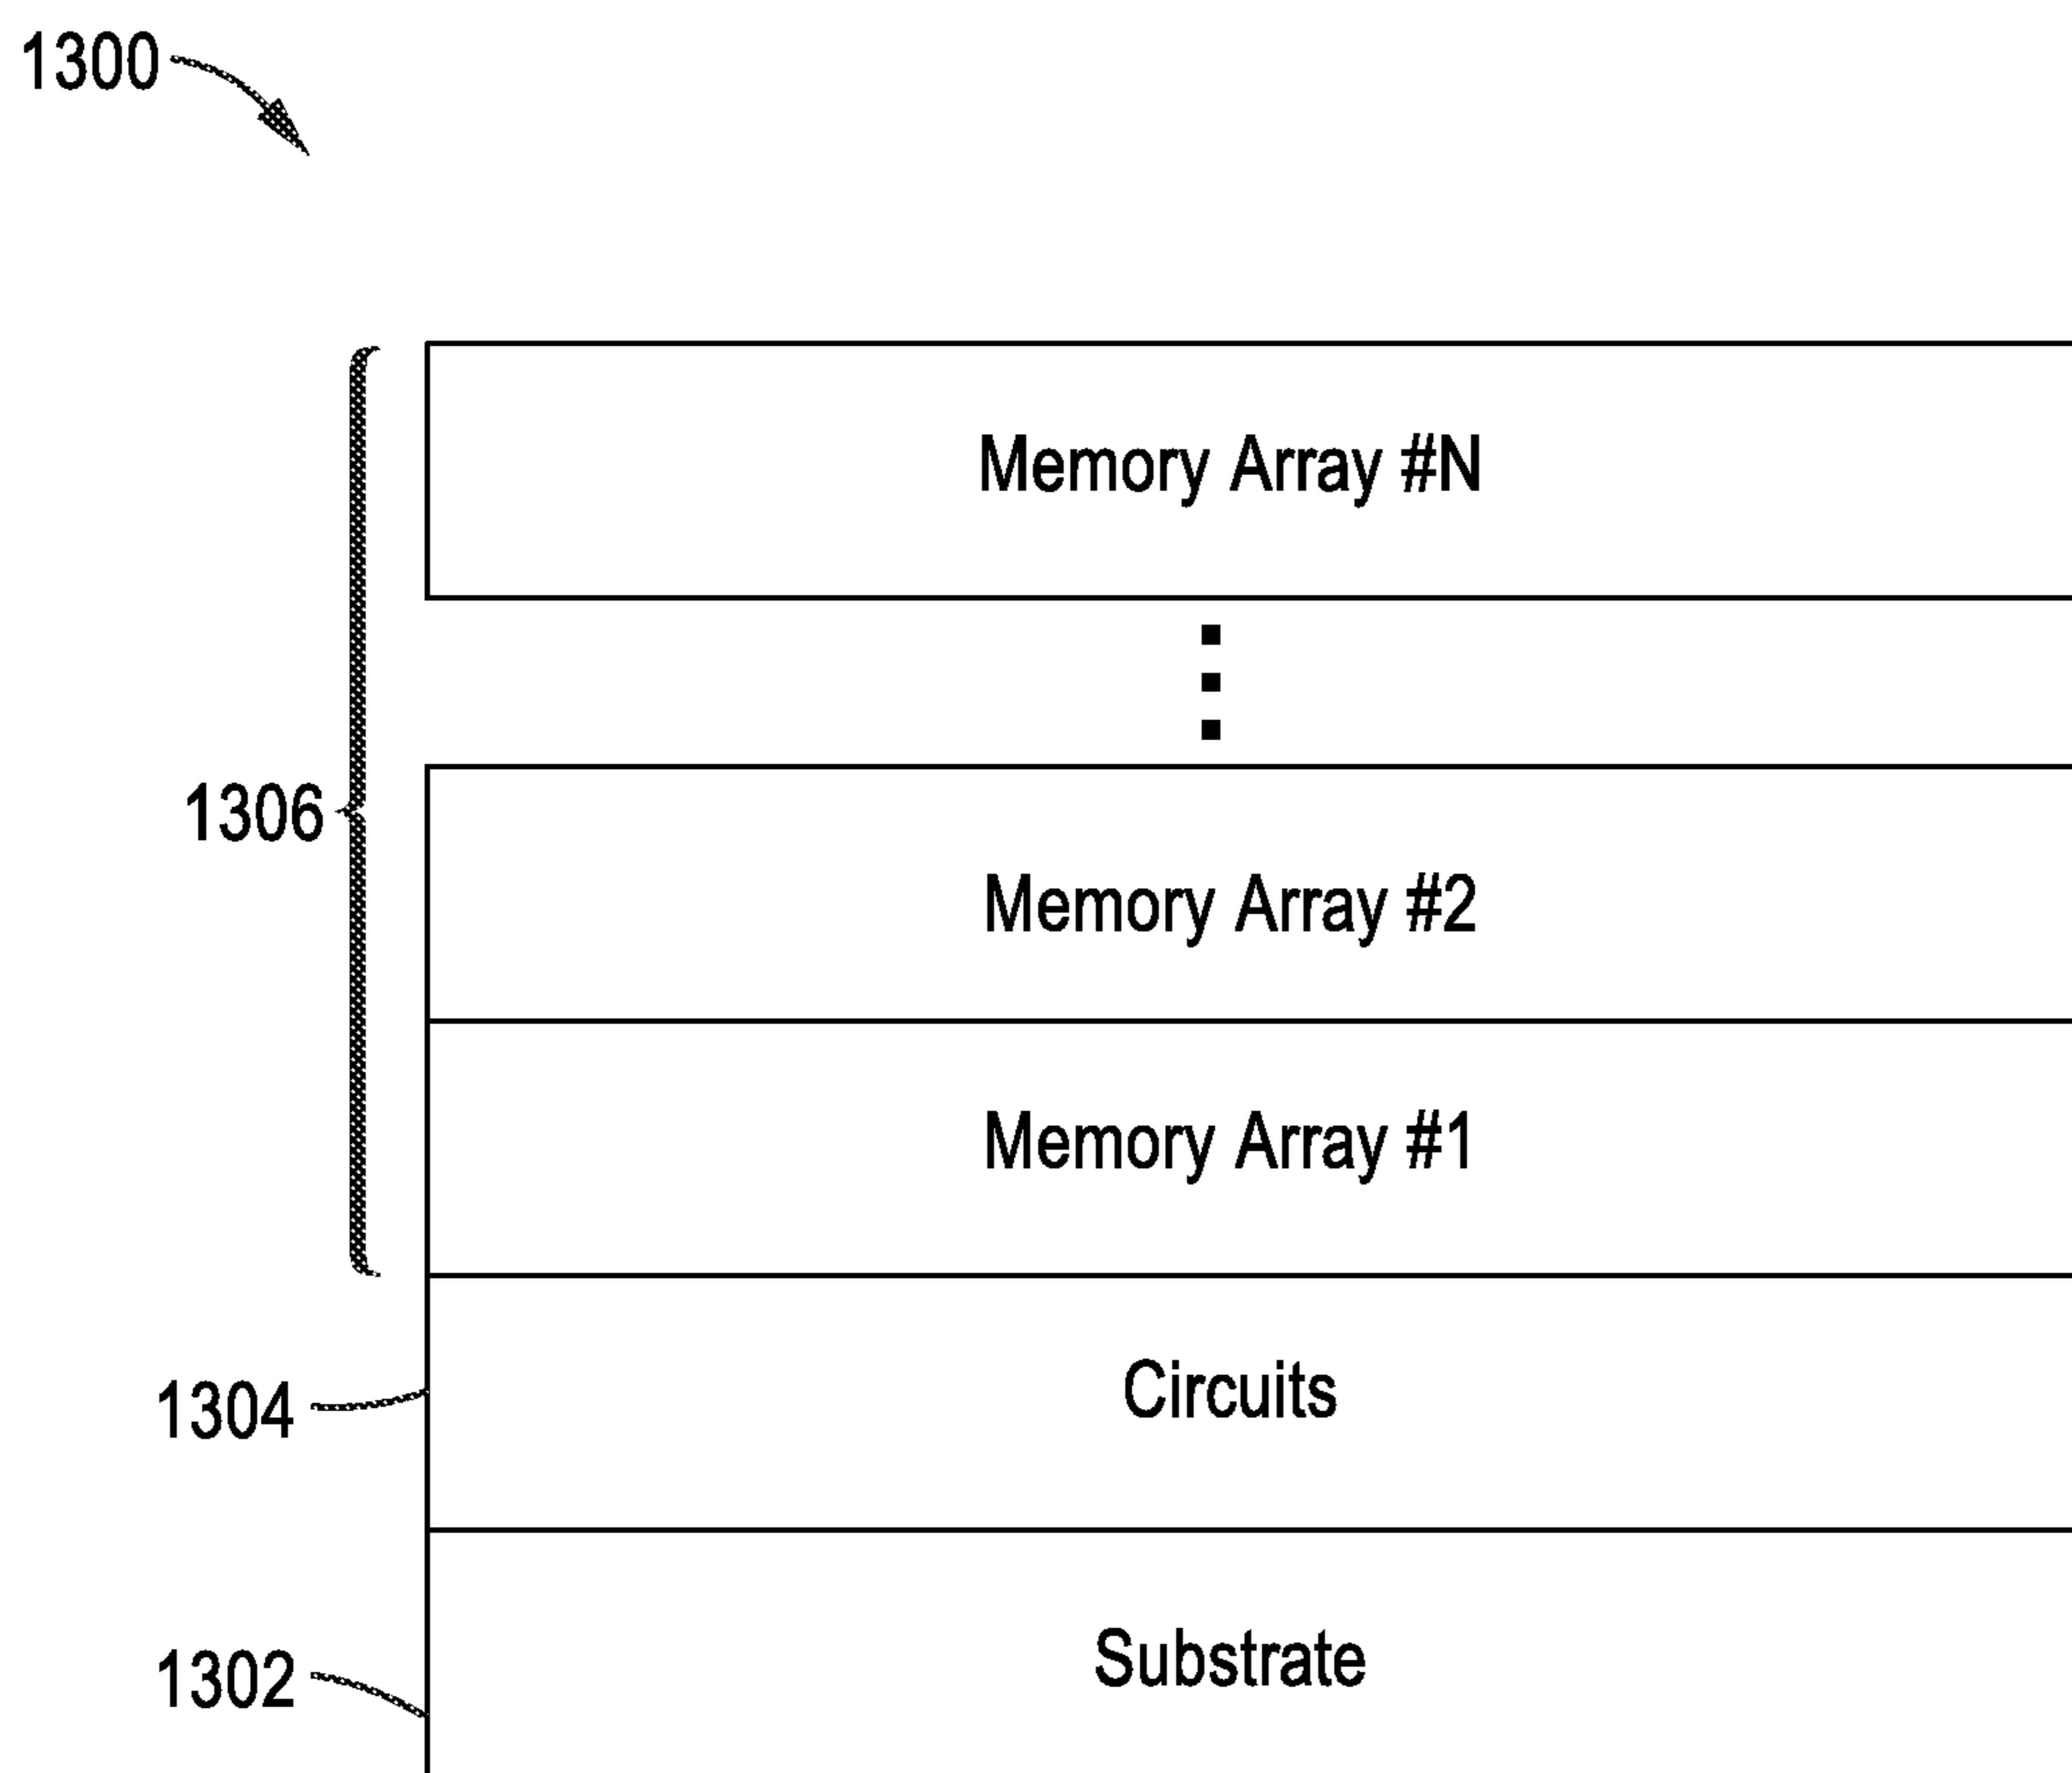 1300
Memory Array #N
1306
Memory Array #2
Memory Array #1
1304
Circuits
1302
Substrate